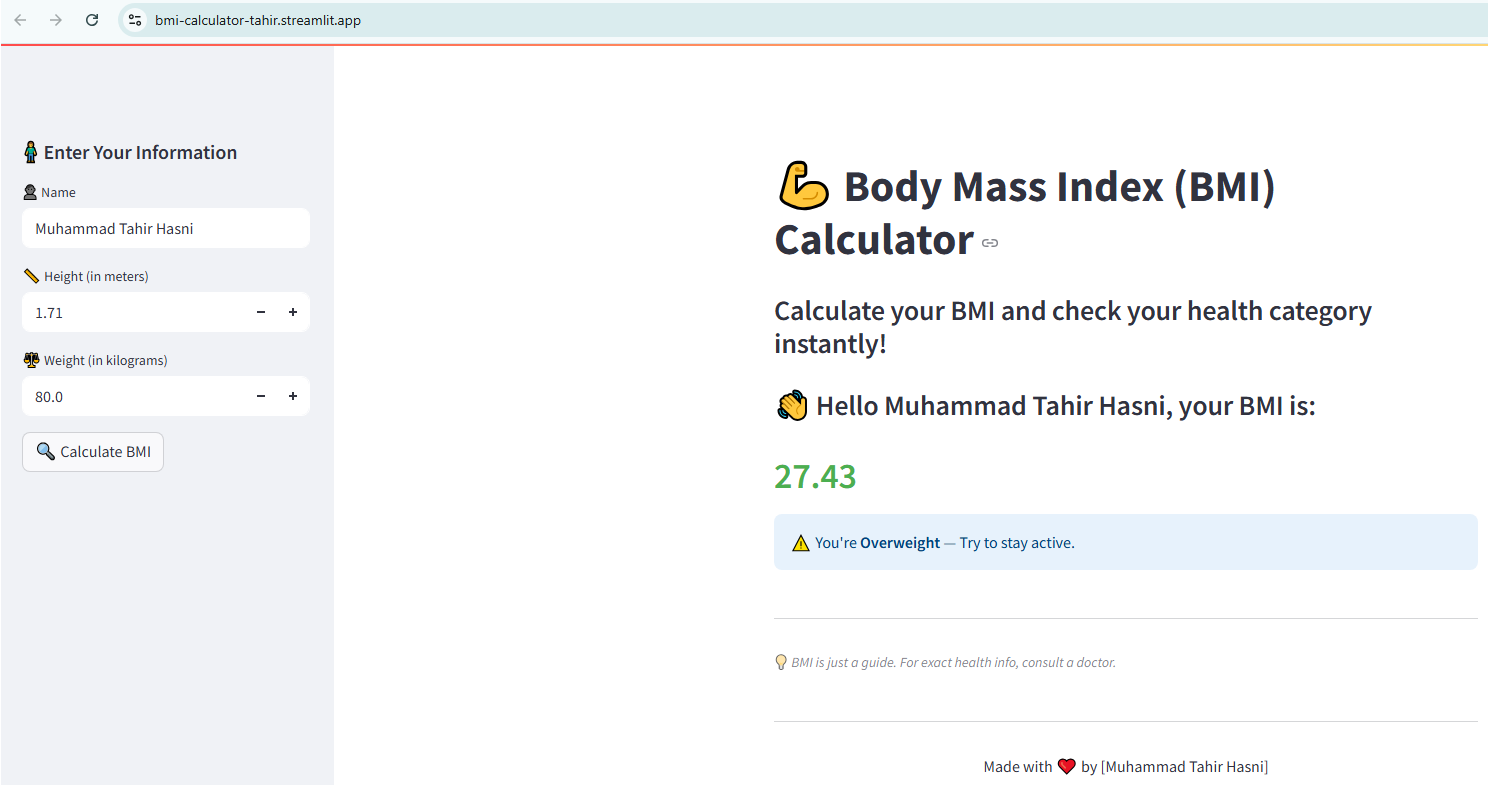 bmi-calculator-tahir.streamlit.app
Enter Your Information
Name
Muhammad Tahir Hasni
Height (in meters)
1.71
Weight (in kilograms)
80.0
Calculate BMI
Body Mass Index (BMI)
Calculator
Calculate your BMI and check your health category
instantly!
Hello Muhammad Tahir Hasni, your BMI is:
27.43
You're Overweight — Try to stay active.
BMI is just a guide. For exact health info, consult a doctor.
Made with ❤️ by [Muhammad Tahir Hasni]